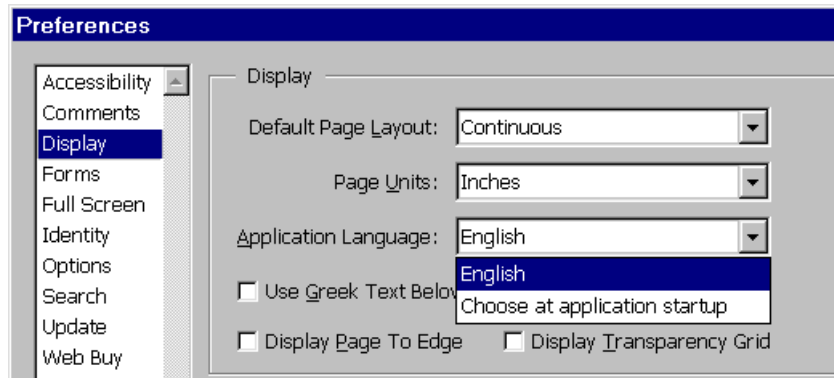 Preferences
Accessibility
Comments
Display
Forms
Full Screen
Identity
Options
Search
Update
Web Buy
Display
Default Page Layout: Continuous
Page Units: Inches
Application Language: English
English
Choose at application startup
Use Greek Text Below
Display Page To Edge
Display Transparency Grid